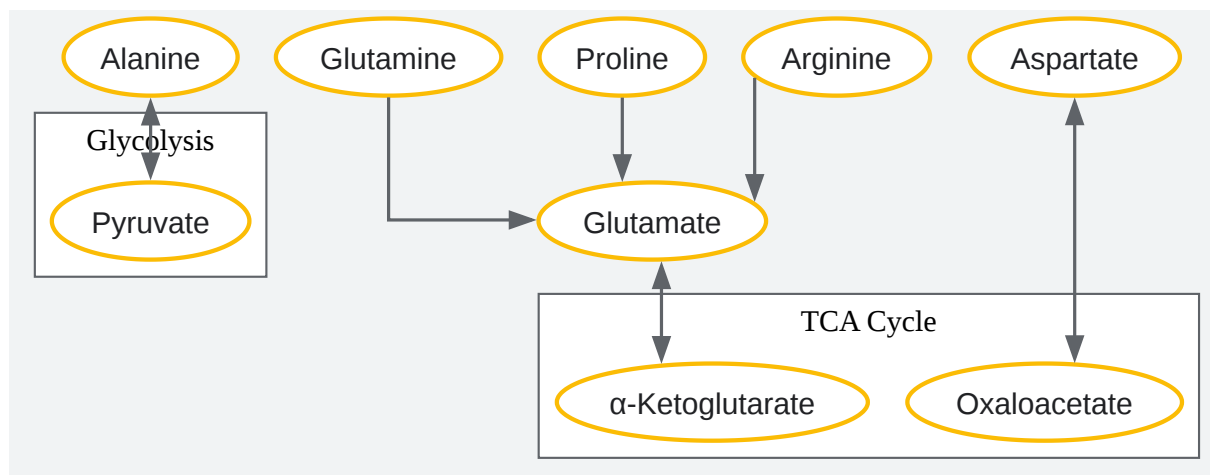 Alanine
Glutamine
Proline
Arginine
Aspartate
Glycolysis
Pyruvate
Glutamate
TCA Cycle
α-Ketoglutarate
Oxaloacetate